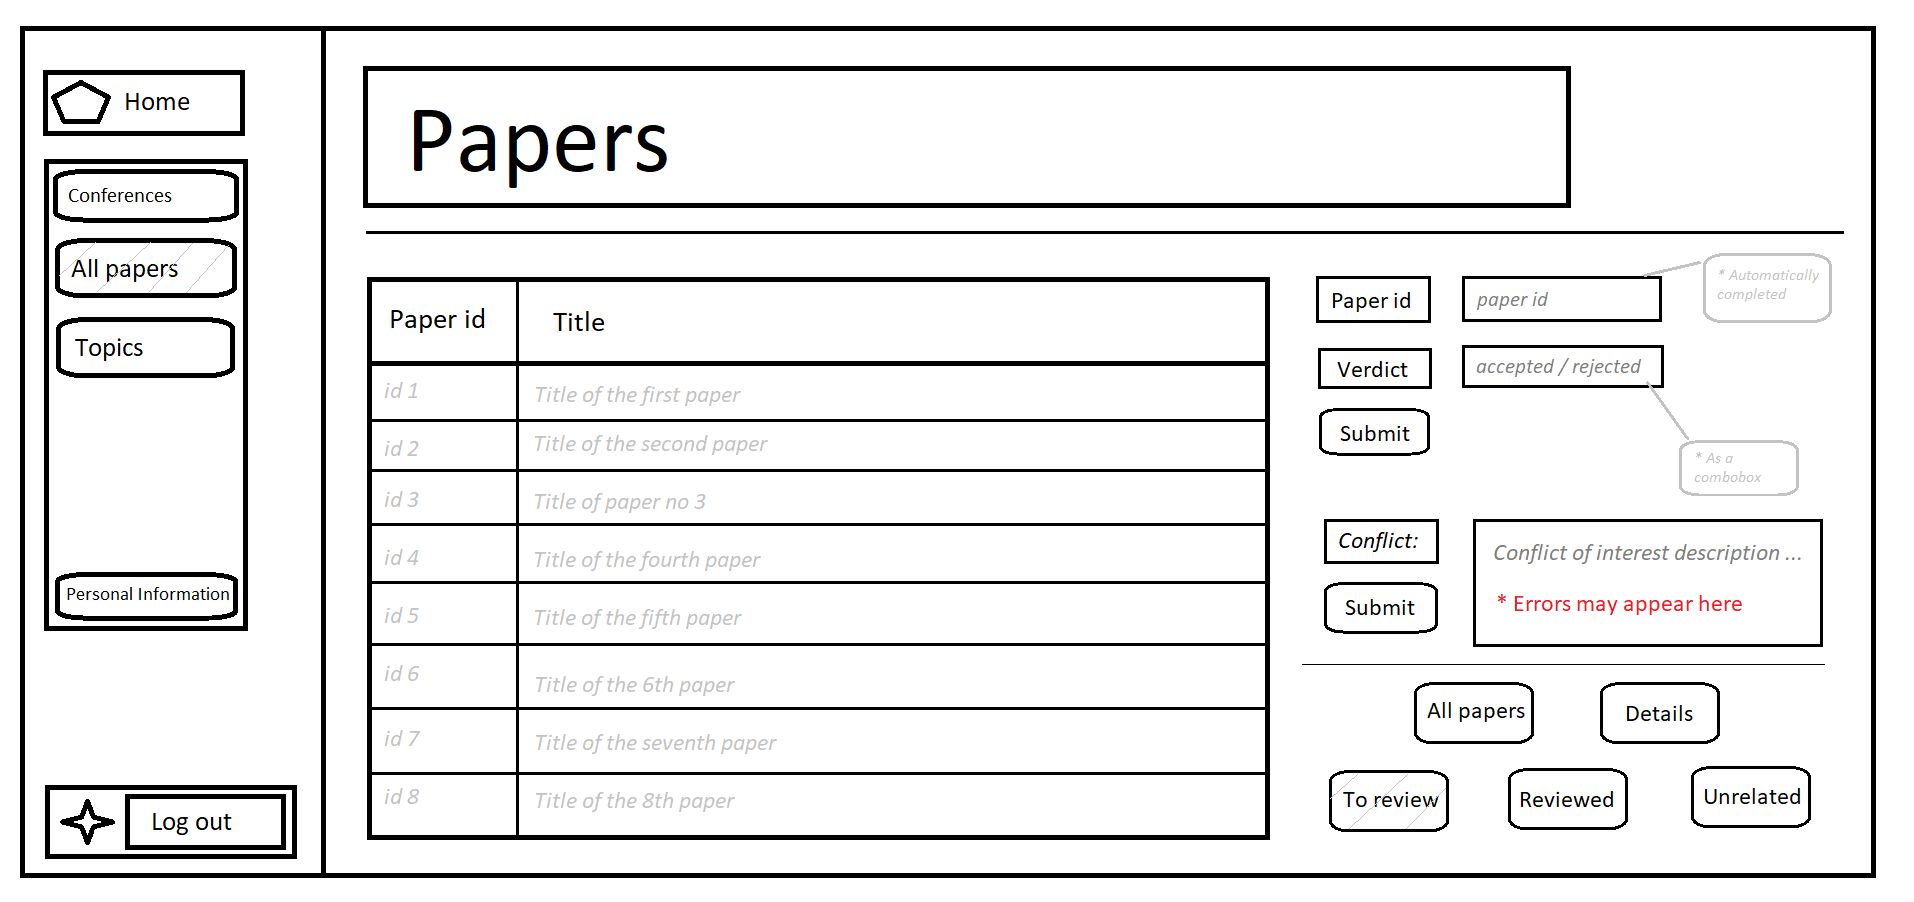 Home
Conferences
All papers
Topics
Personal Information
Log out
Papers
Paper id
Title
id 1
Title of the first paper
id 2
Title of the second paper
id 3
Title of paper no 3
id 4
Title of the fourth paper
id 5
Title of the fifth paper
id 6
Title of the 6th paper
id 7
Title of the seventh paper
id 8
Title of the 8th paper
Paper id
paper id
* Automatically
completed
Verdict
accepted / rejected
Submit
* As a
combobox
Conflict:
Conflict of interest description ...
Submit
* Errors may appear here
All papers
Details
To review
Reviewed
Unrelated